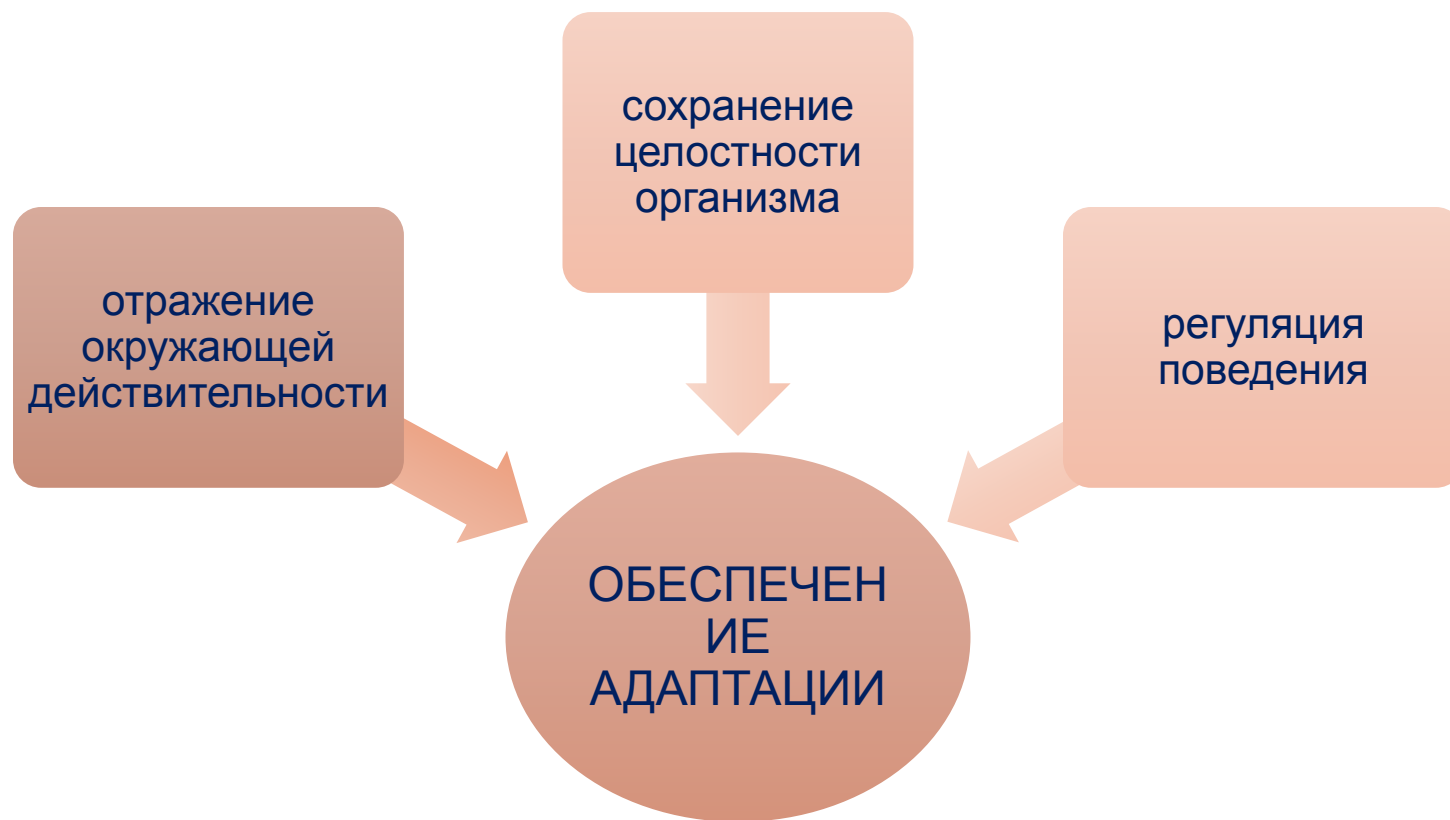 сохранение
целостности
организма
отражение
окружающей
действительности
регуляция
поведения
ОБЕСПЕЧЕН
ИЕ
АДАПТАЦИИ